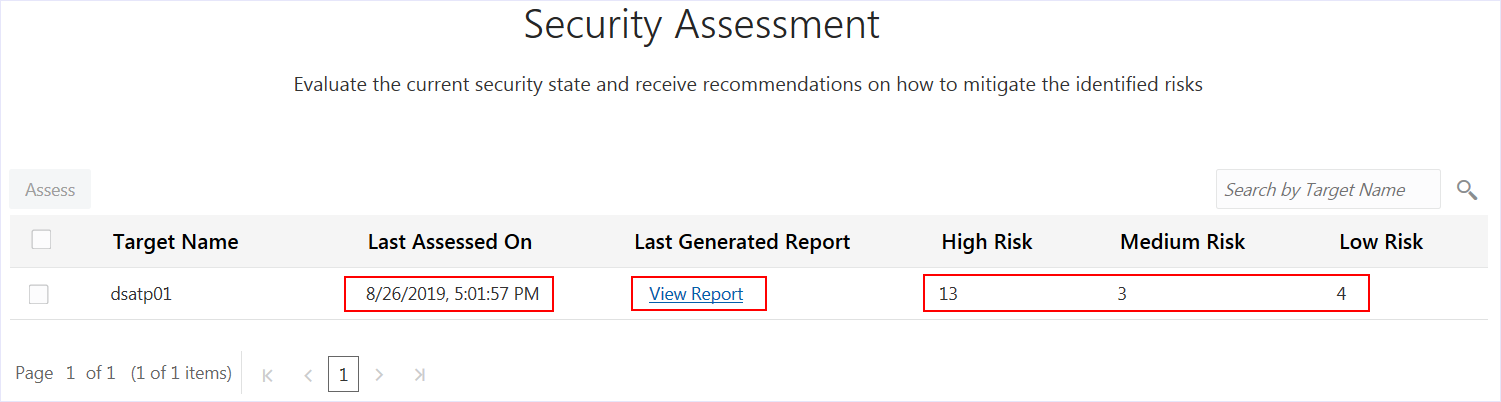 Security Assessment
Evaluate the current security state and receive recommendations on how to mitigate the identified risks
Assess
Search by Target Name
Target Name Last Assessed On Last Generated Report High Risk Medium Risk Low Risk
dsatp01 8/26/2019, 5:01:57 PM View Report 13 3 4
Page 1 of 1 (1 of 1 items) 1